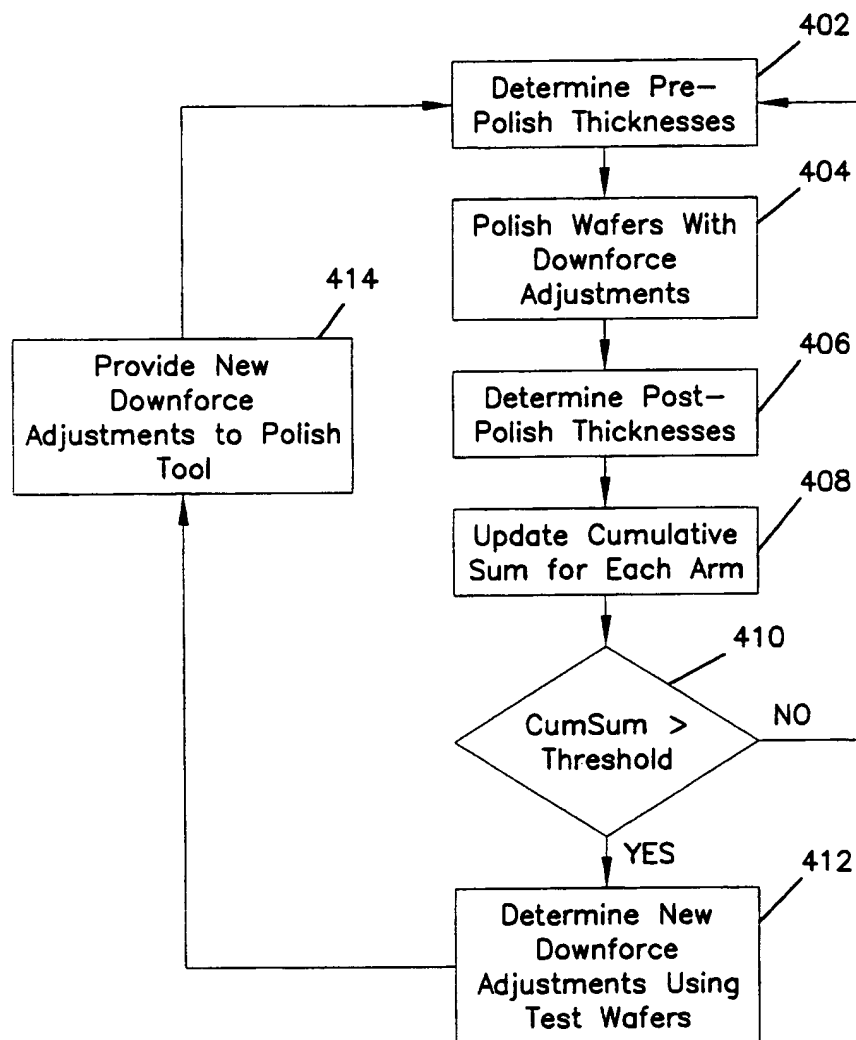 402
Determine Pre-
Polish Thicknesses
404
Polish Wafers With
Downforce
Adjustments
414
Provide New
Downforce
Adjustments to Polish
Tool
406
Determine Post-
Polish Thicknesses
408
Update Cumulative
Sum for Each Arm
410
CumSum >
Threshold
NO
YES
412
Determine New
Downforce
Adjustments Using
Test Wafers